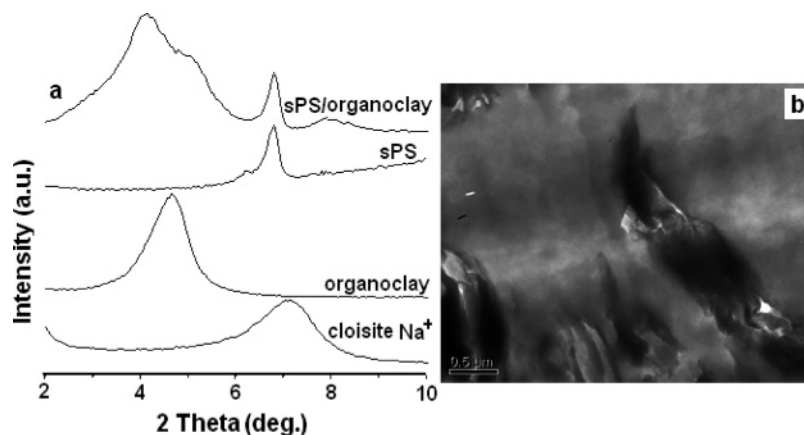 a
sPS/organoclay
sPS
organoclay
cloisite Na⁺
Intensity (a.u.)
2 4 6 8 10
2 Theta (deg.)
b
0.5 µm